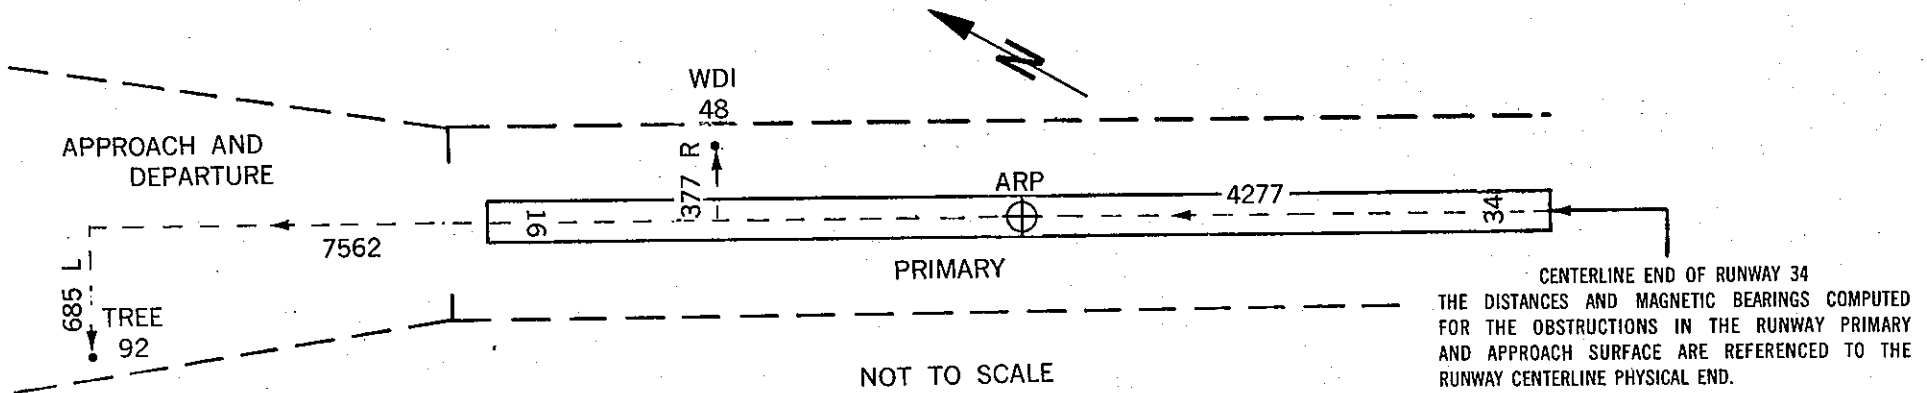 N
WDI
48
APPROACH AND
DEPARTURE
377 R
ARP
4277
16
34
7562
PRIMARY
685 L
TREE
92
CENTERLINE END OF RUNWAY 34
THE DISTANCES AND MAGNETIC BEARINGS COMPUTED
FOR THE OBSTRUCTIONS IN THE RUNWAY PRIMARY
AND APPROACH SURFACE ARE REFERENCED TO THE
RUNWAY CENTERLINE PHYSICAL END.
NOT TO SCALE